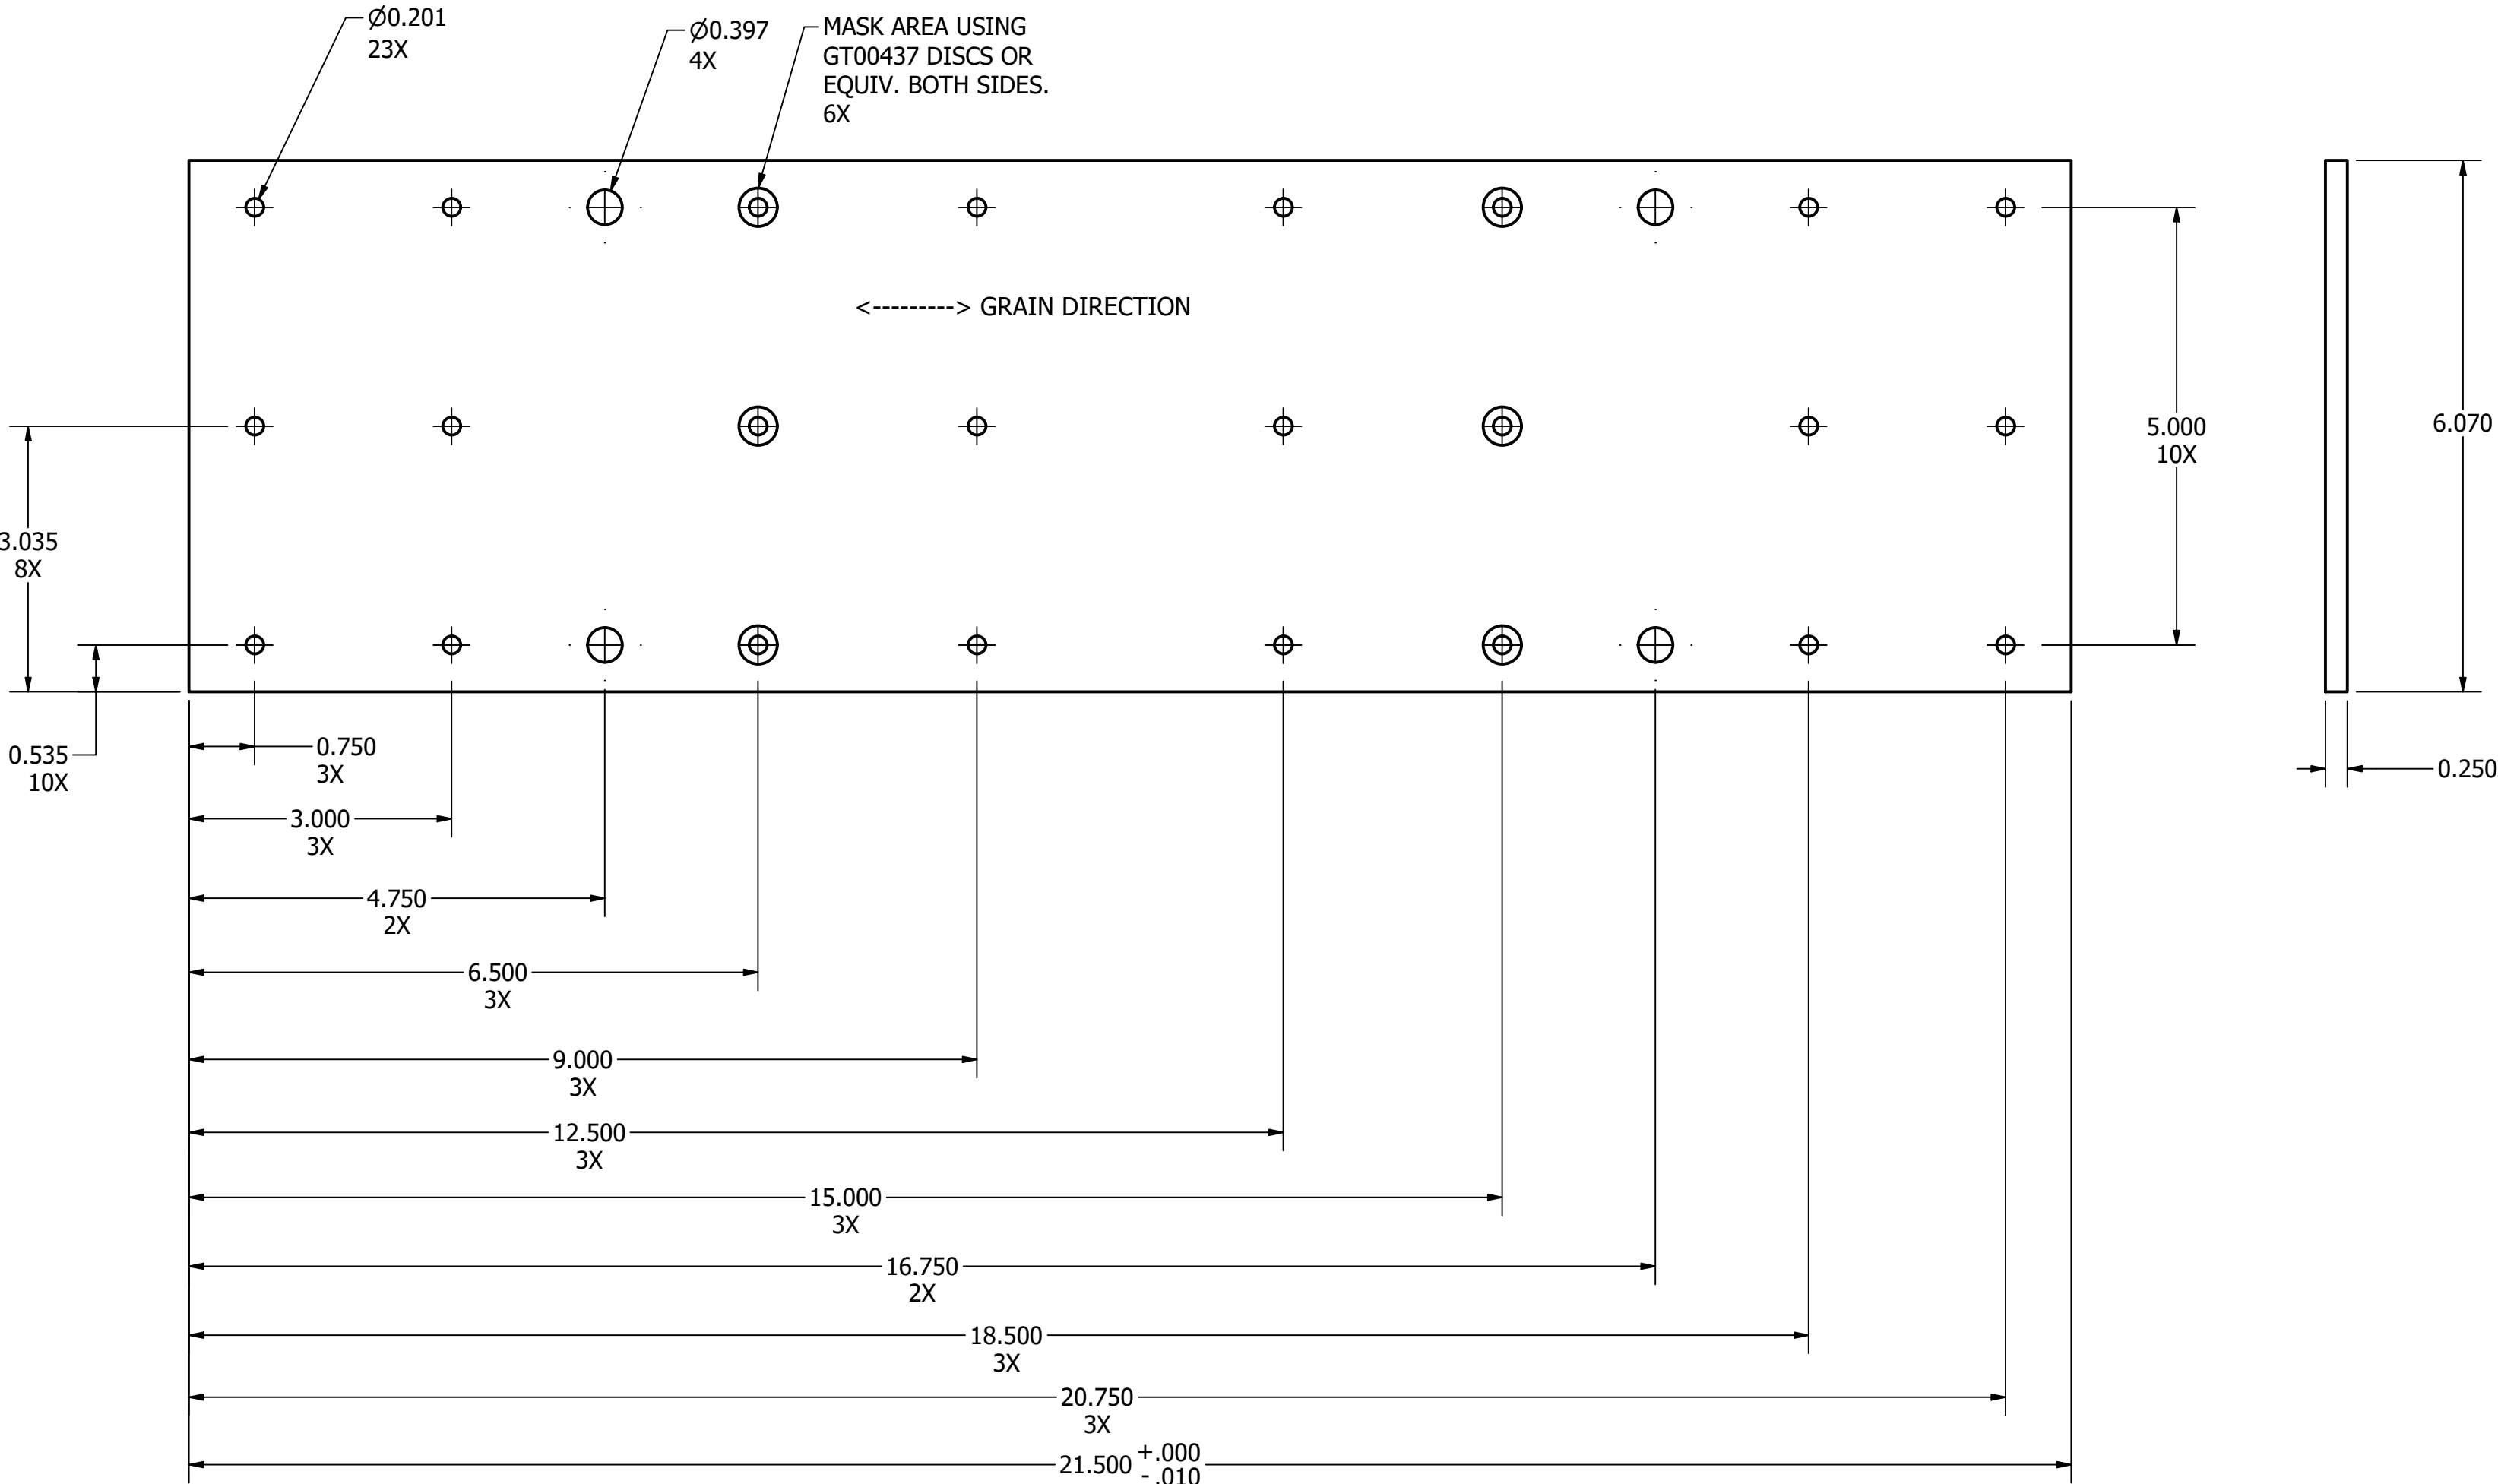 Ø0.201
23X
Ø0.397
4X
MASK AREA USING
GT00437 DISCS OR
EQUIV. BOTH SIDES.
6X
<---------> GRAIN DIRECTION
3.035
8X
5.000
10X
6.070
0.535
10X
0.750
3X
0.250
3.000
3X
4.750
2X
6.500
3X
9.000
3X
12.500
3X
15.000
3X
16.750
2X
18.500
3X
20.750
3X
21.500 +.000
-.010